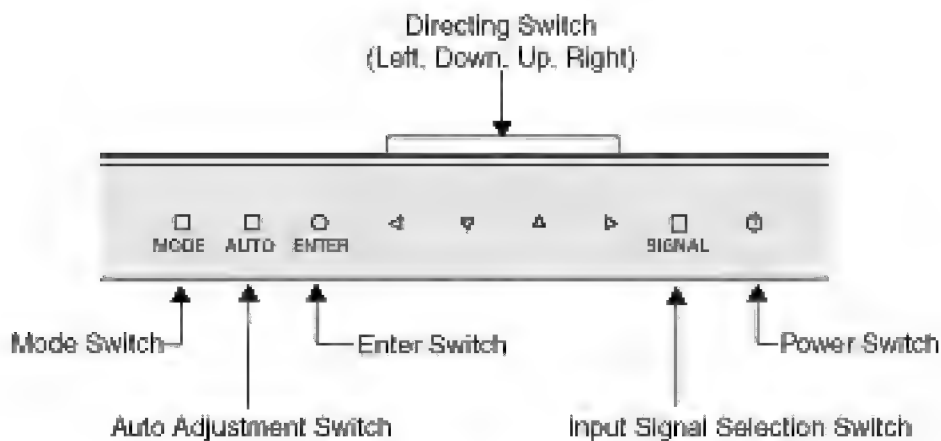 Directing Switch
(Left, Down, Up, Right)
MODE AUTO ENTER SIGNAL
Mode Switch Enter Switch Power Switch
Auto Adjustment Switch Input Signal Selection Switch